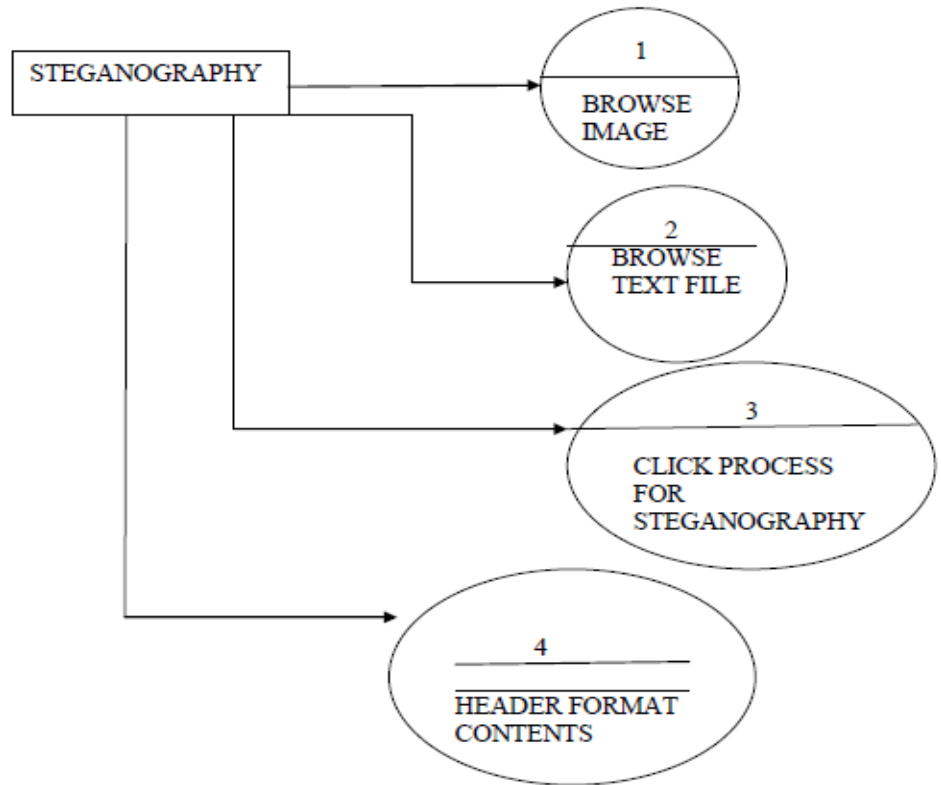 STEGANOGRAPHY
1
BROWSE
IMAGE
2
BROWSE
TEXT FILE
3
CLICK PROCESS
FOR
STEGANOGRAPHY
4
HEADER FORMAT
CONTENTS